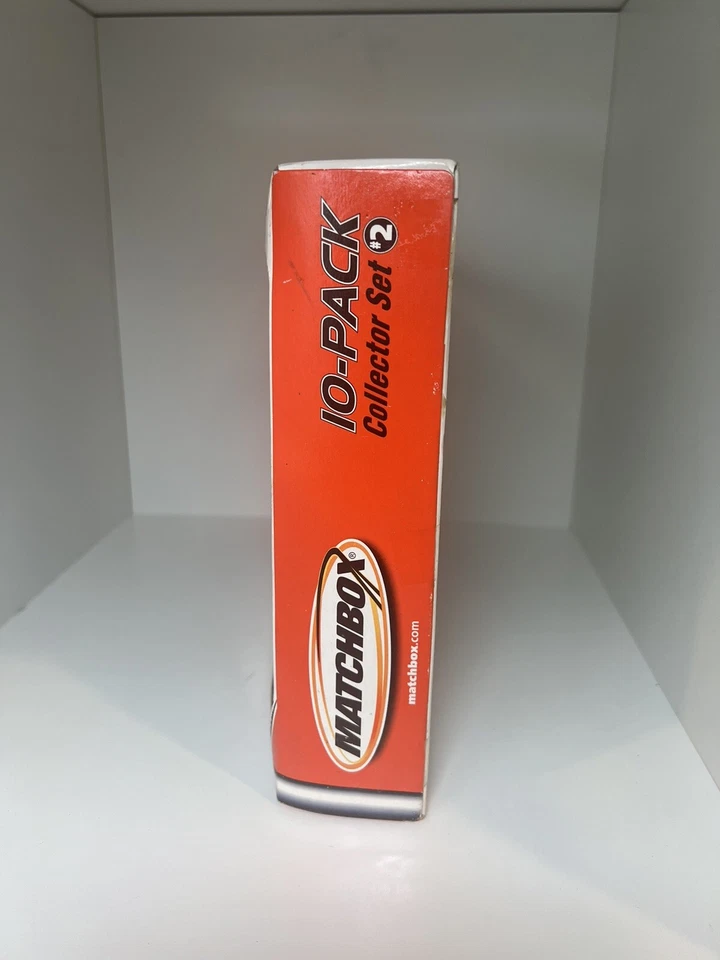 MATCHBOX®
matchbox.com
10-PACK
Collector Set #2